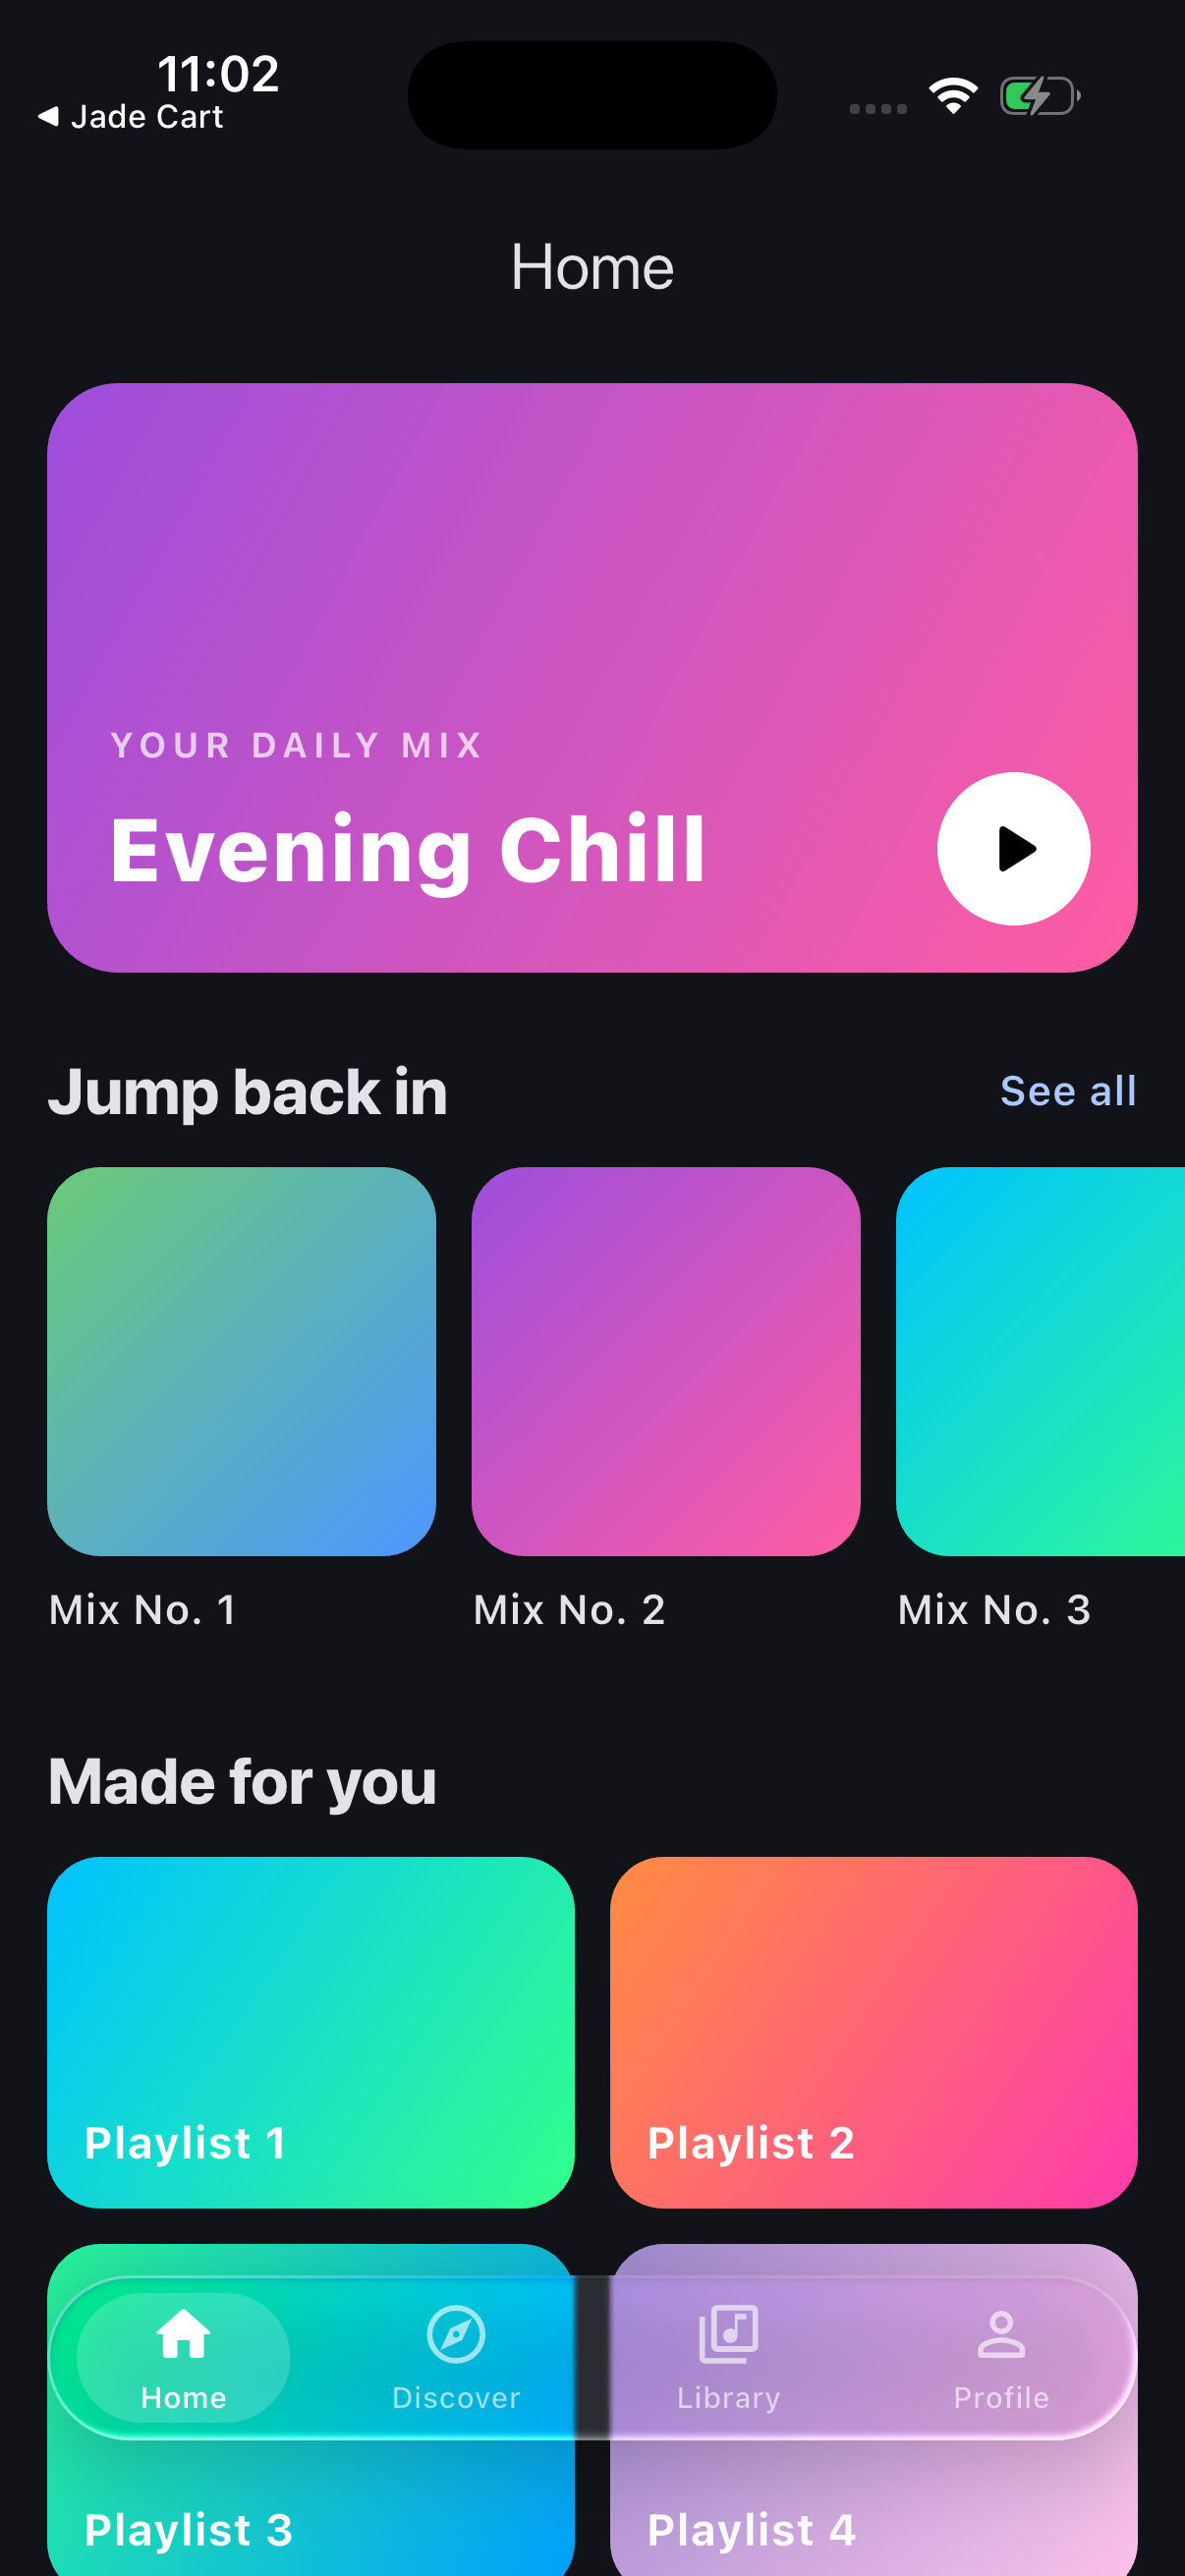 11:02
Jade Cart
Home
YOUR DAILY MIX
Evening Chill
Jump back in
See all
Mix No. 1
Mix No. 2
Mix No. 3
Made for you
Playlist 1
Playlist 2
Home
Discover
Library
Profile
Playlist 3
Playlist 4